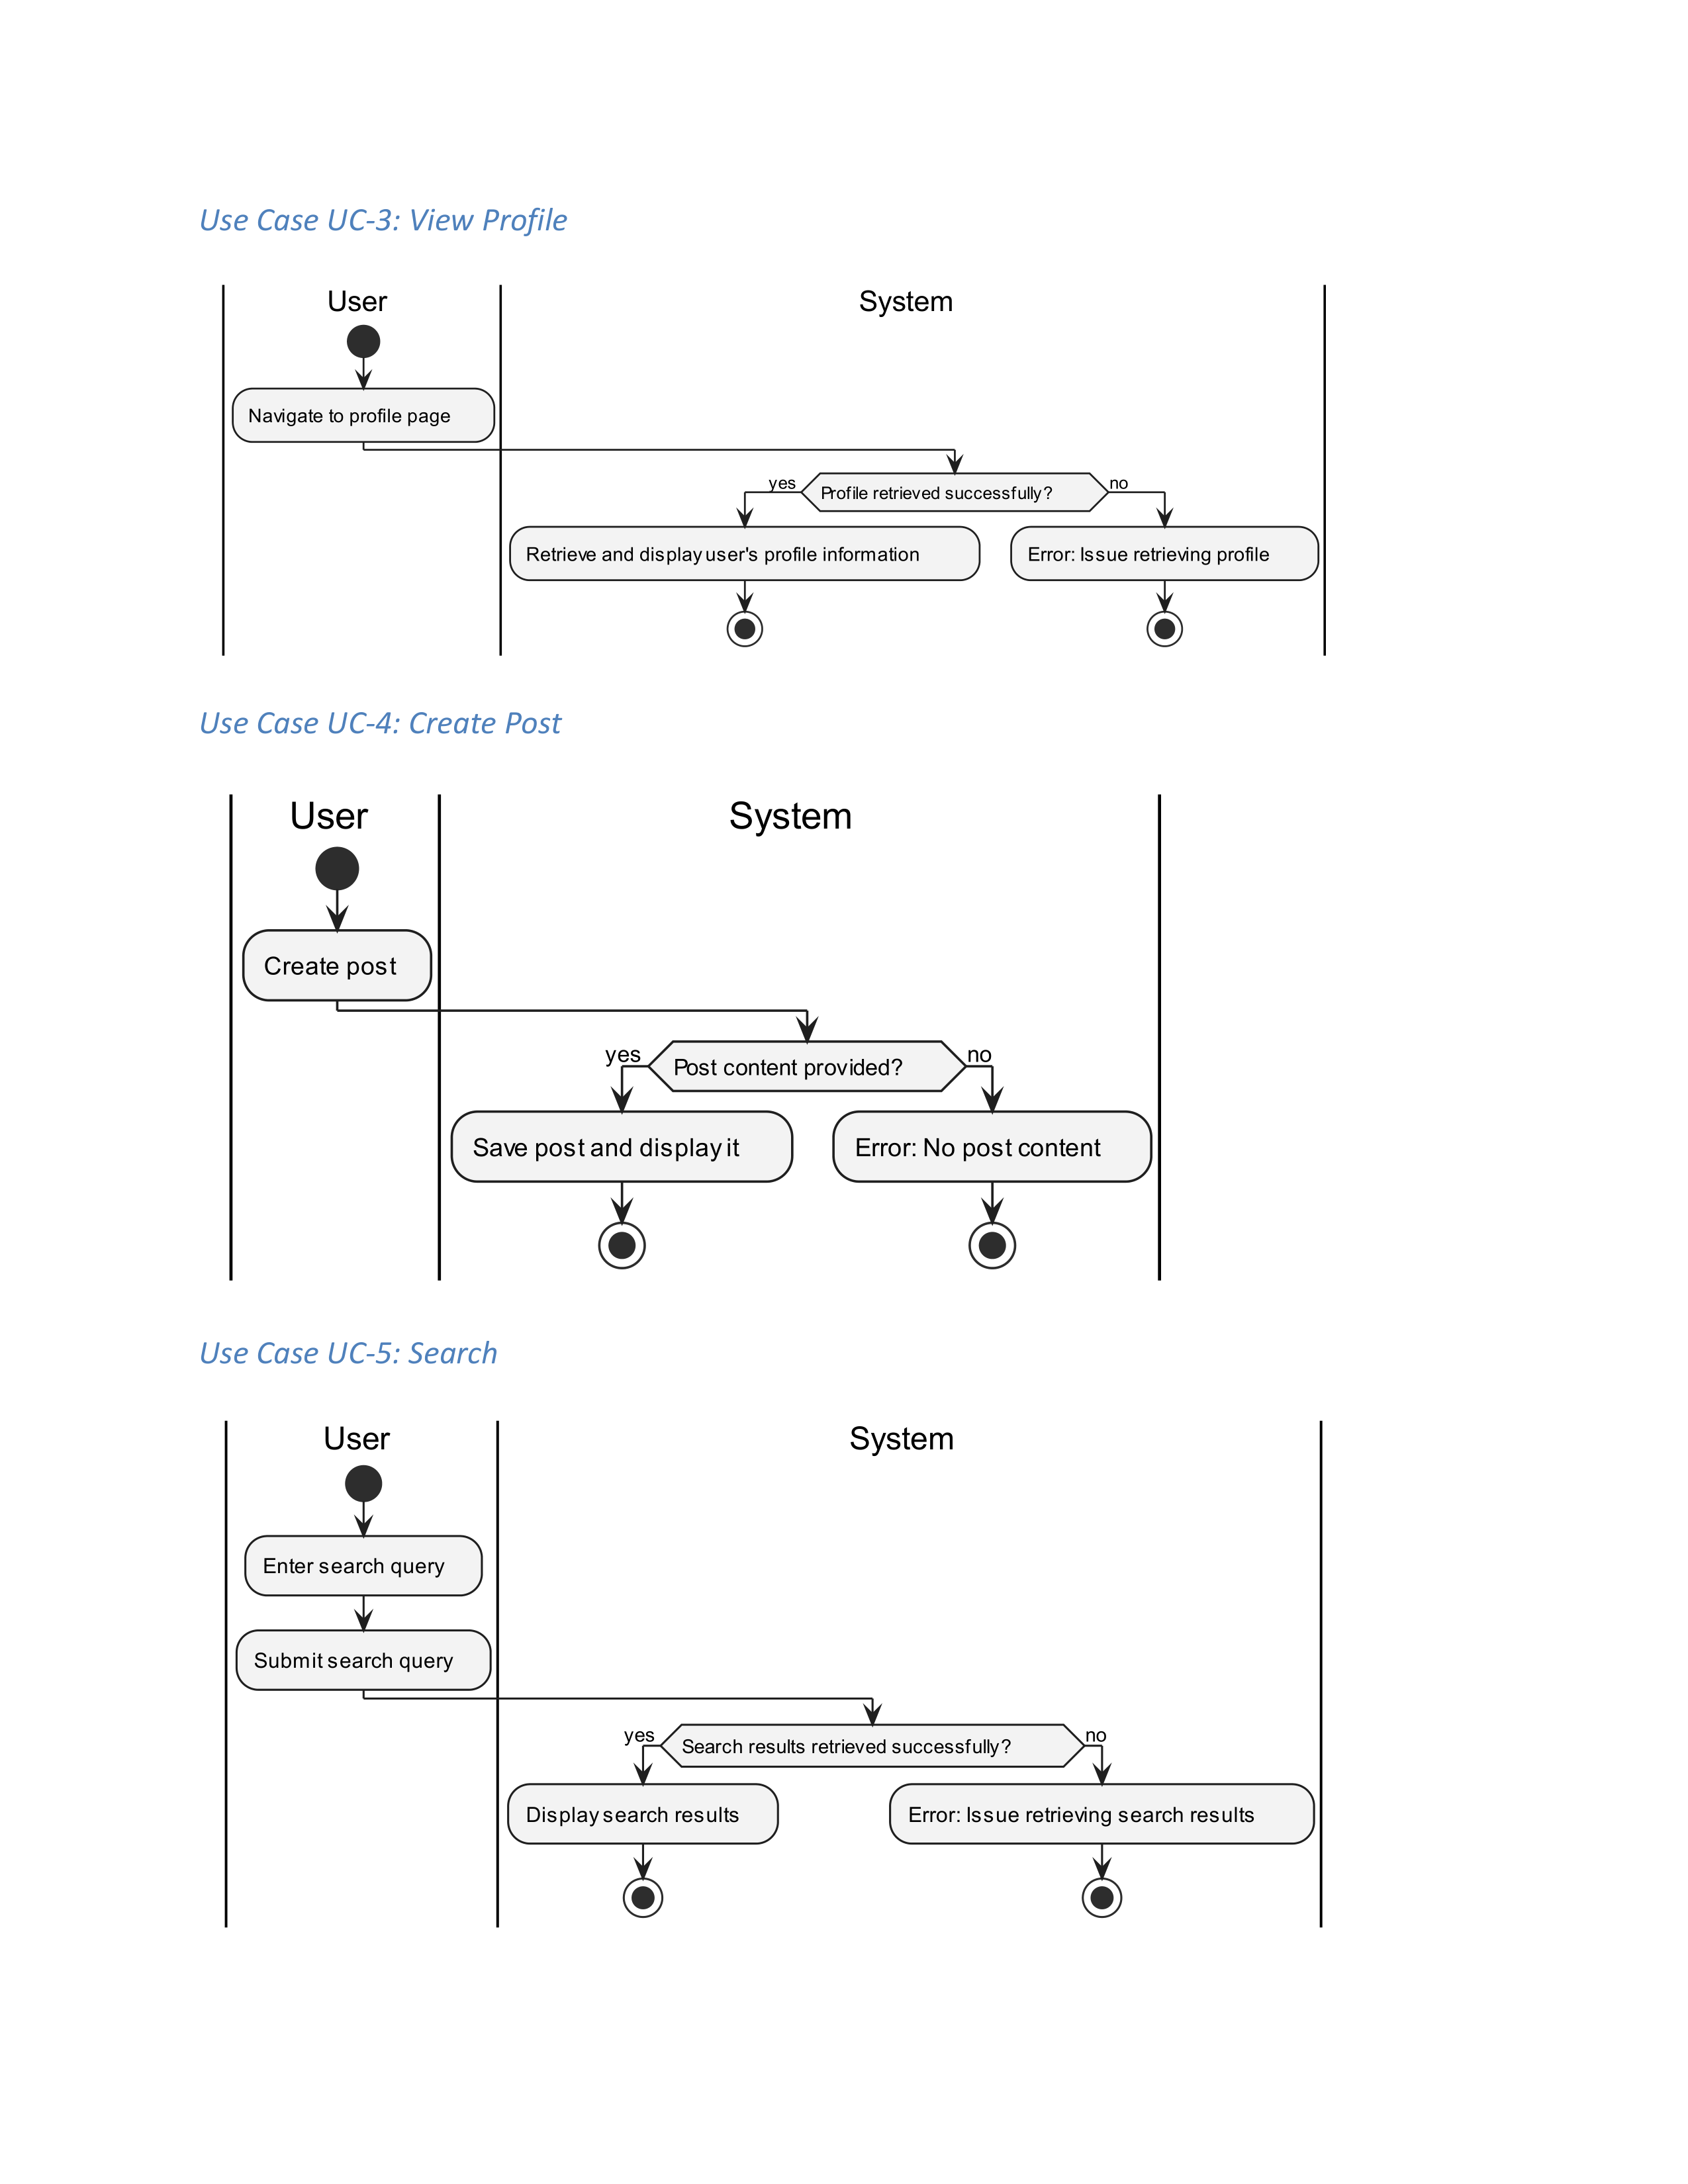 Use Case UC-3: View Profile
User
System
Navigate to profile page
yes
Profile retrieved successfully?
no
Retrieve and display user's profile information
Error: Issue retrieving profile
Use Case UC-4: Create Post
User
System
Create post
yes
Post content provided?
no
Save post and display it
Error: No post content
Use Case UC-5: Search
User
System
Enter search query
Submit search query
yes
Search results retrieved successfully?
no
Display search results
Error: Issue retrieving search results